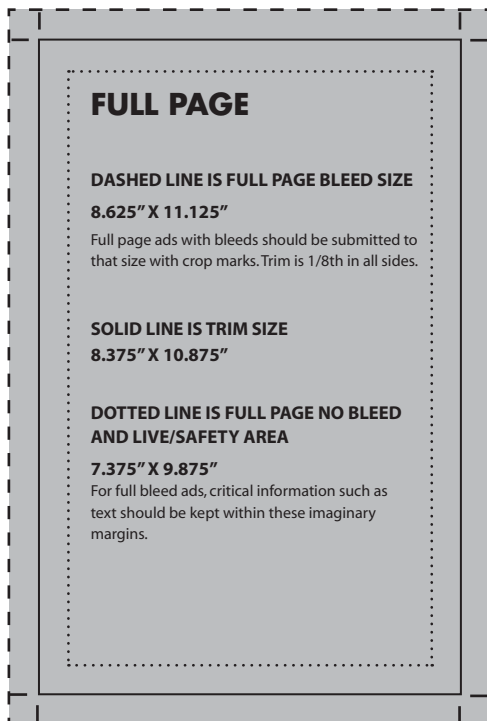 FULL PAGE
DASHED LINE IS FULL PAGE BLEED SIZE
8.625” X 11.125”
Full page ads with bleeds should be submitted to
that size with crop marks. Trim is 1/8th in all sides.
SOLID LINE IS TRIM SIZE
8.375” X 10.875”
DOTTED LINE IS FULL PAGE NO BLEED
AND LIVE/SAFETY AREA
7.375” X 9.875”
For full bleed ads, critical information such as
text should be kept within these imaginary
margins.